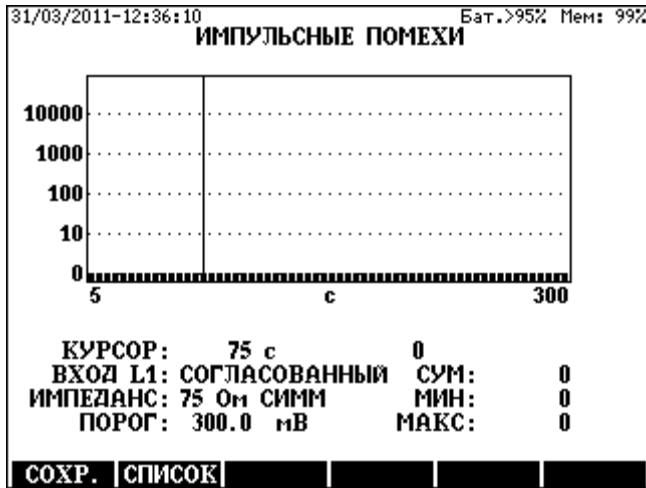 31/03/2011-12:36:10 Бат.>95% Мем: 99%
ИМПУЛЬСНЫЕ ПОМЕХИ
10000
1000
100
10
0
5 с 300
КУРСОР: 75 с 0
ВХОД L1: СОГЛАСОВАННЫЙ СУМ: 0
ИМПЕДАНС: 75 Ом СИММ МИН: 0
ПОРОГ: 300.0 мВ МАКС: 0
СОХР. СПИСОК